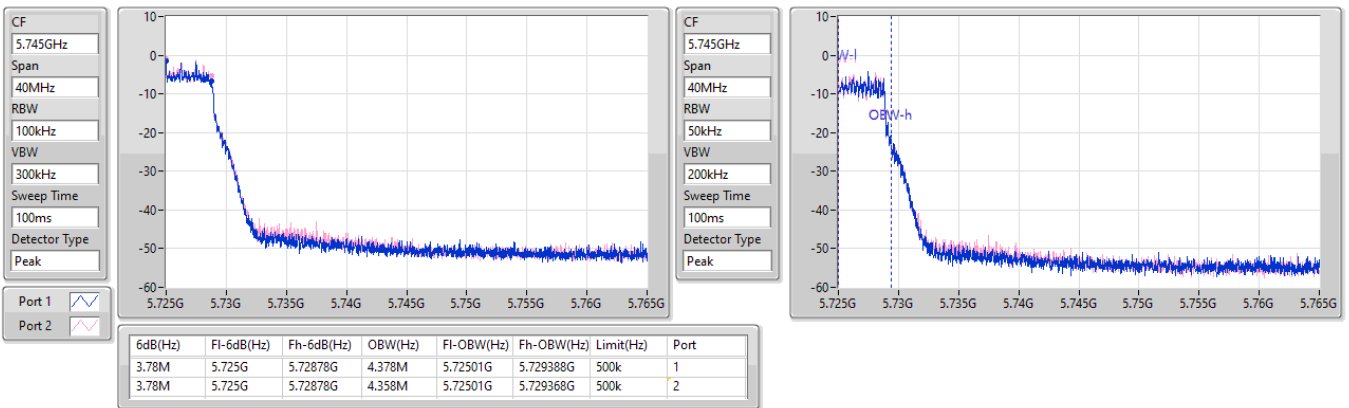 CF
5.745GHz
Span
40MHz
RBW
100kHz
VBW
300kHz
Sweep Time
100ms
Detector Type
Peak
Port 1
Port 2
10
0
-10
-20
-30
-40
-50
-60
5.725G 5.73G 5.735G 5.74G 5.745G 5.75G 5.755G 5.76G 5.765G
CF
5.745GHz
Span
40MHz
RBW
50kHz
VBW
200kHz
Sweep Time
100ms
Detector Type
Peak
10
0
-10
-20
-30
-40
-50
-60
W-l
OBW-h
5.725G 5.73G 5.735G 5.74G 5.745G 5.75G 5.755G 5.76G 5.765G
6dB(Hz) Fl-6dB(Hz) Fh-6dB(Hz) OBW(Hz) Fl-OBW(Hz) Fh-OBW(Hz) Limit(Hz) Port
3.78M 5.725G 5.72878G 4.378M 5.72501G 5.729388G 500k 1
3.78M 5.725G 5.72878G 4.358M 5.72501G 5.729368G 500k 2